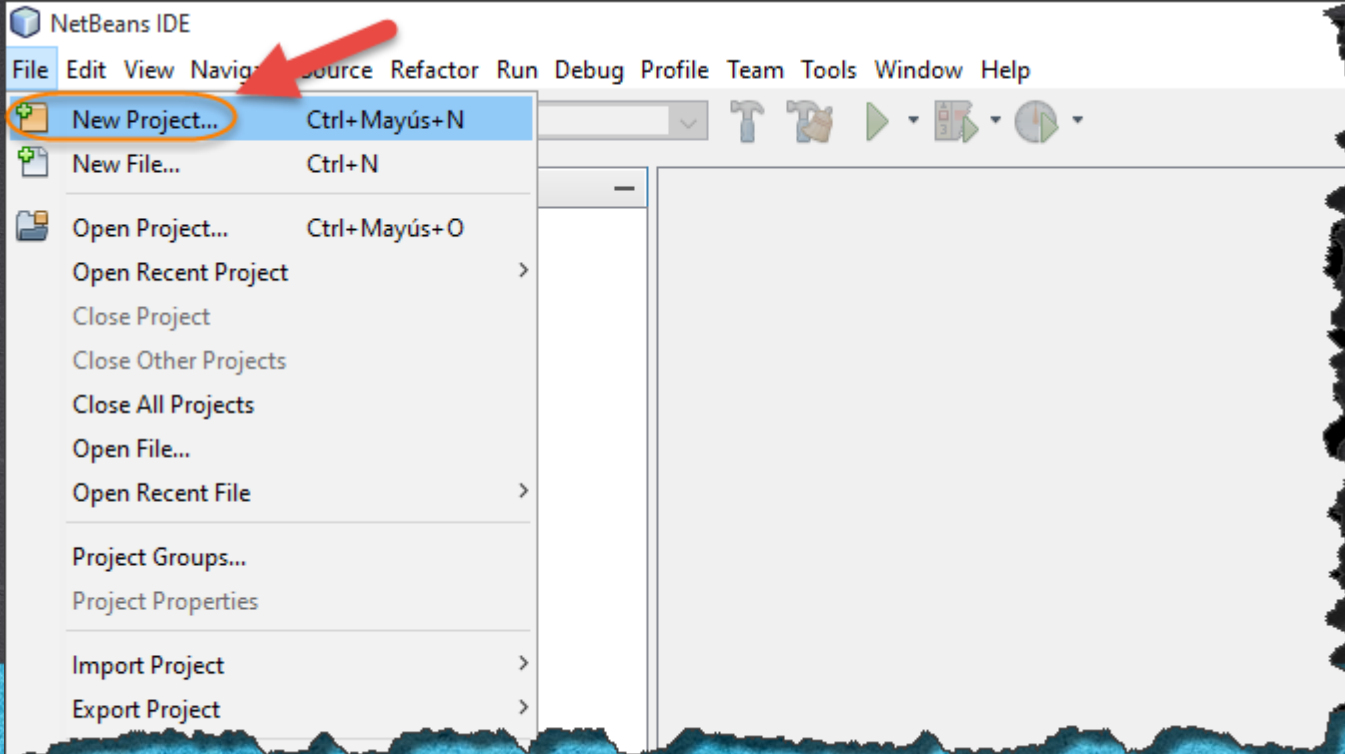 NetBeans IDE
File Edit View Source Refactor Run Debug Profile Team Tools Window Help
New Project... Ctrl+Mayús+N
New File... Ctrl+N
Open Project... Ctrl+Mayús+O
Open Recent Project
Close Project
Close Other Projects
Close All Projects
Open File...
Open Recent File
Project Groups...
Project Properties
Import Project
Export Project